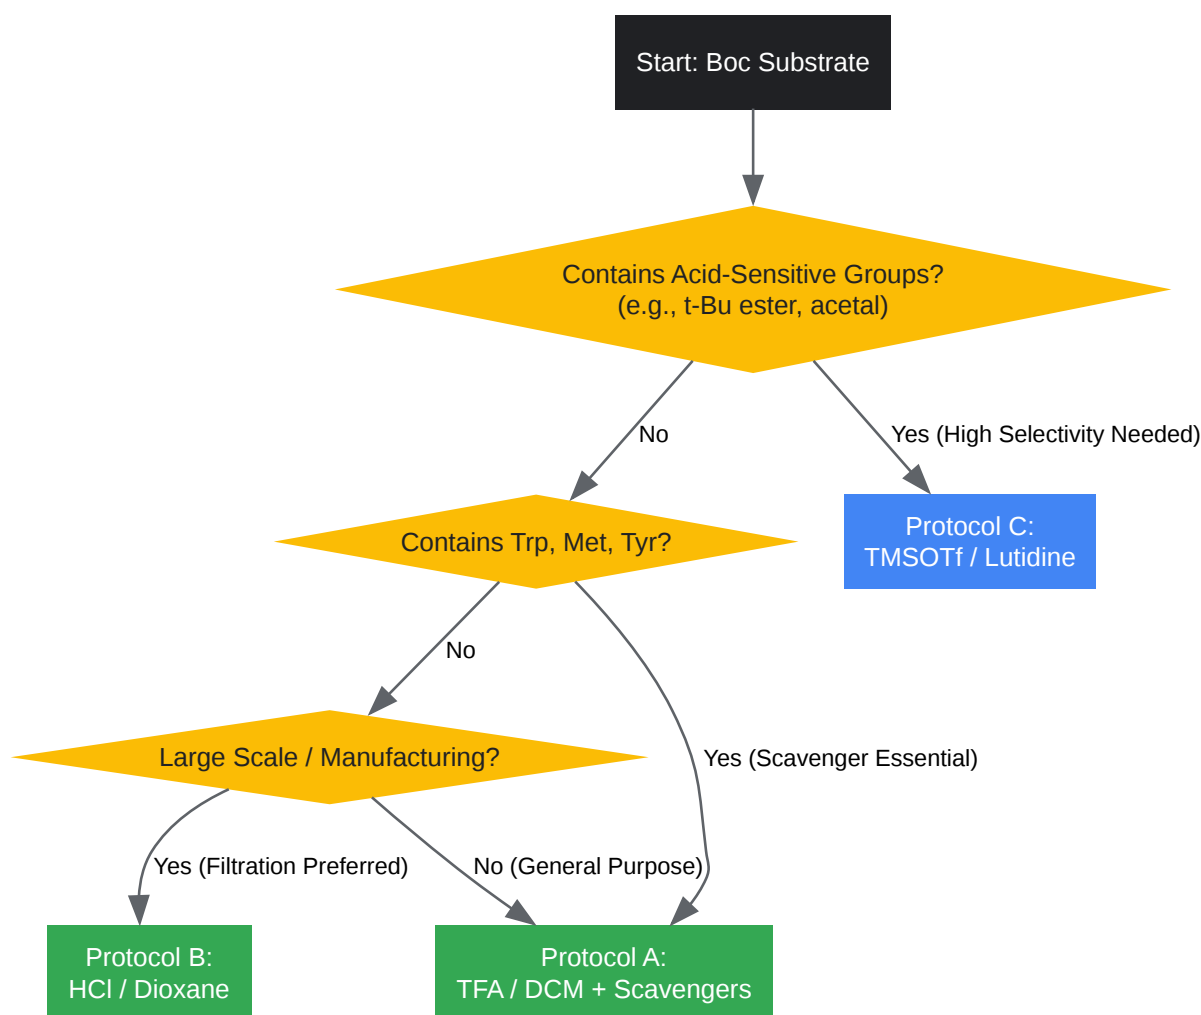 Start: Boc Substrate
Contains Acid-Sensitive Groups?
(e.g., t-Bu ester, acetal)
No
Yes (High Selectivity Needed)
Contains Trp, Met, Tyr?
Protocol C:
TMSOTf / Lutidine
No
Large Scale / Manufacturing?
Yes (Scavenger Essential)
Yes (Filtration Preferred)
No (General Purpose)
Protocol B:
HCl / Dioxane
Protocol A:
TFA / DCM + Scavengers